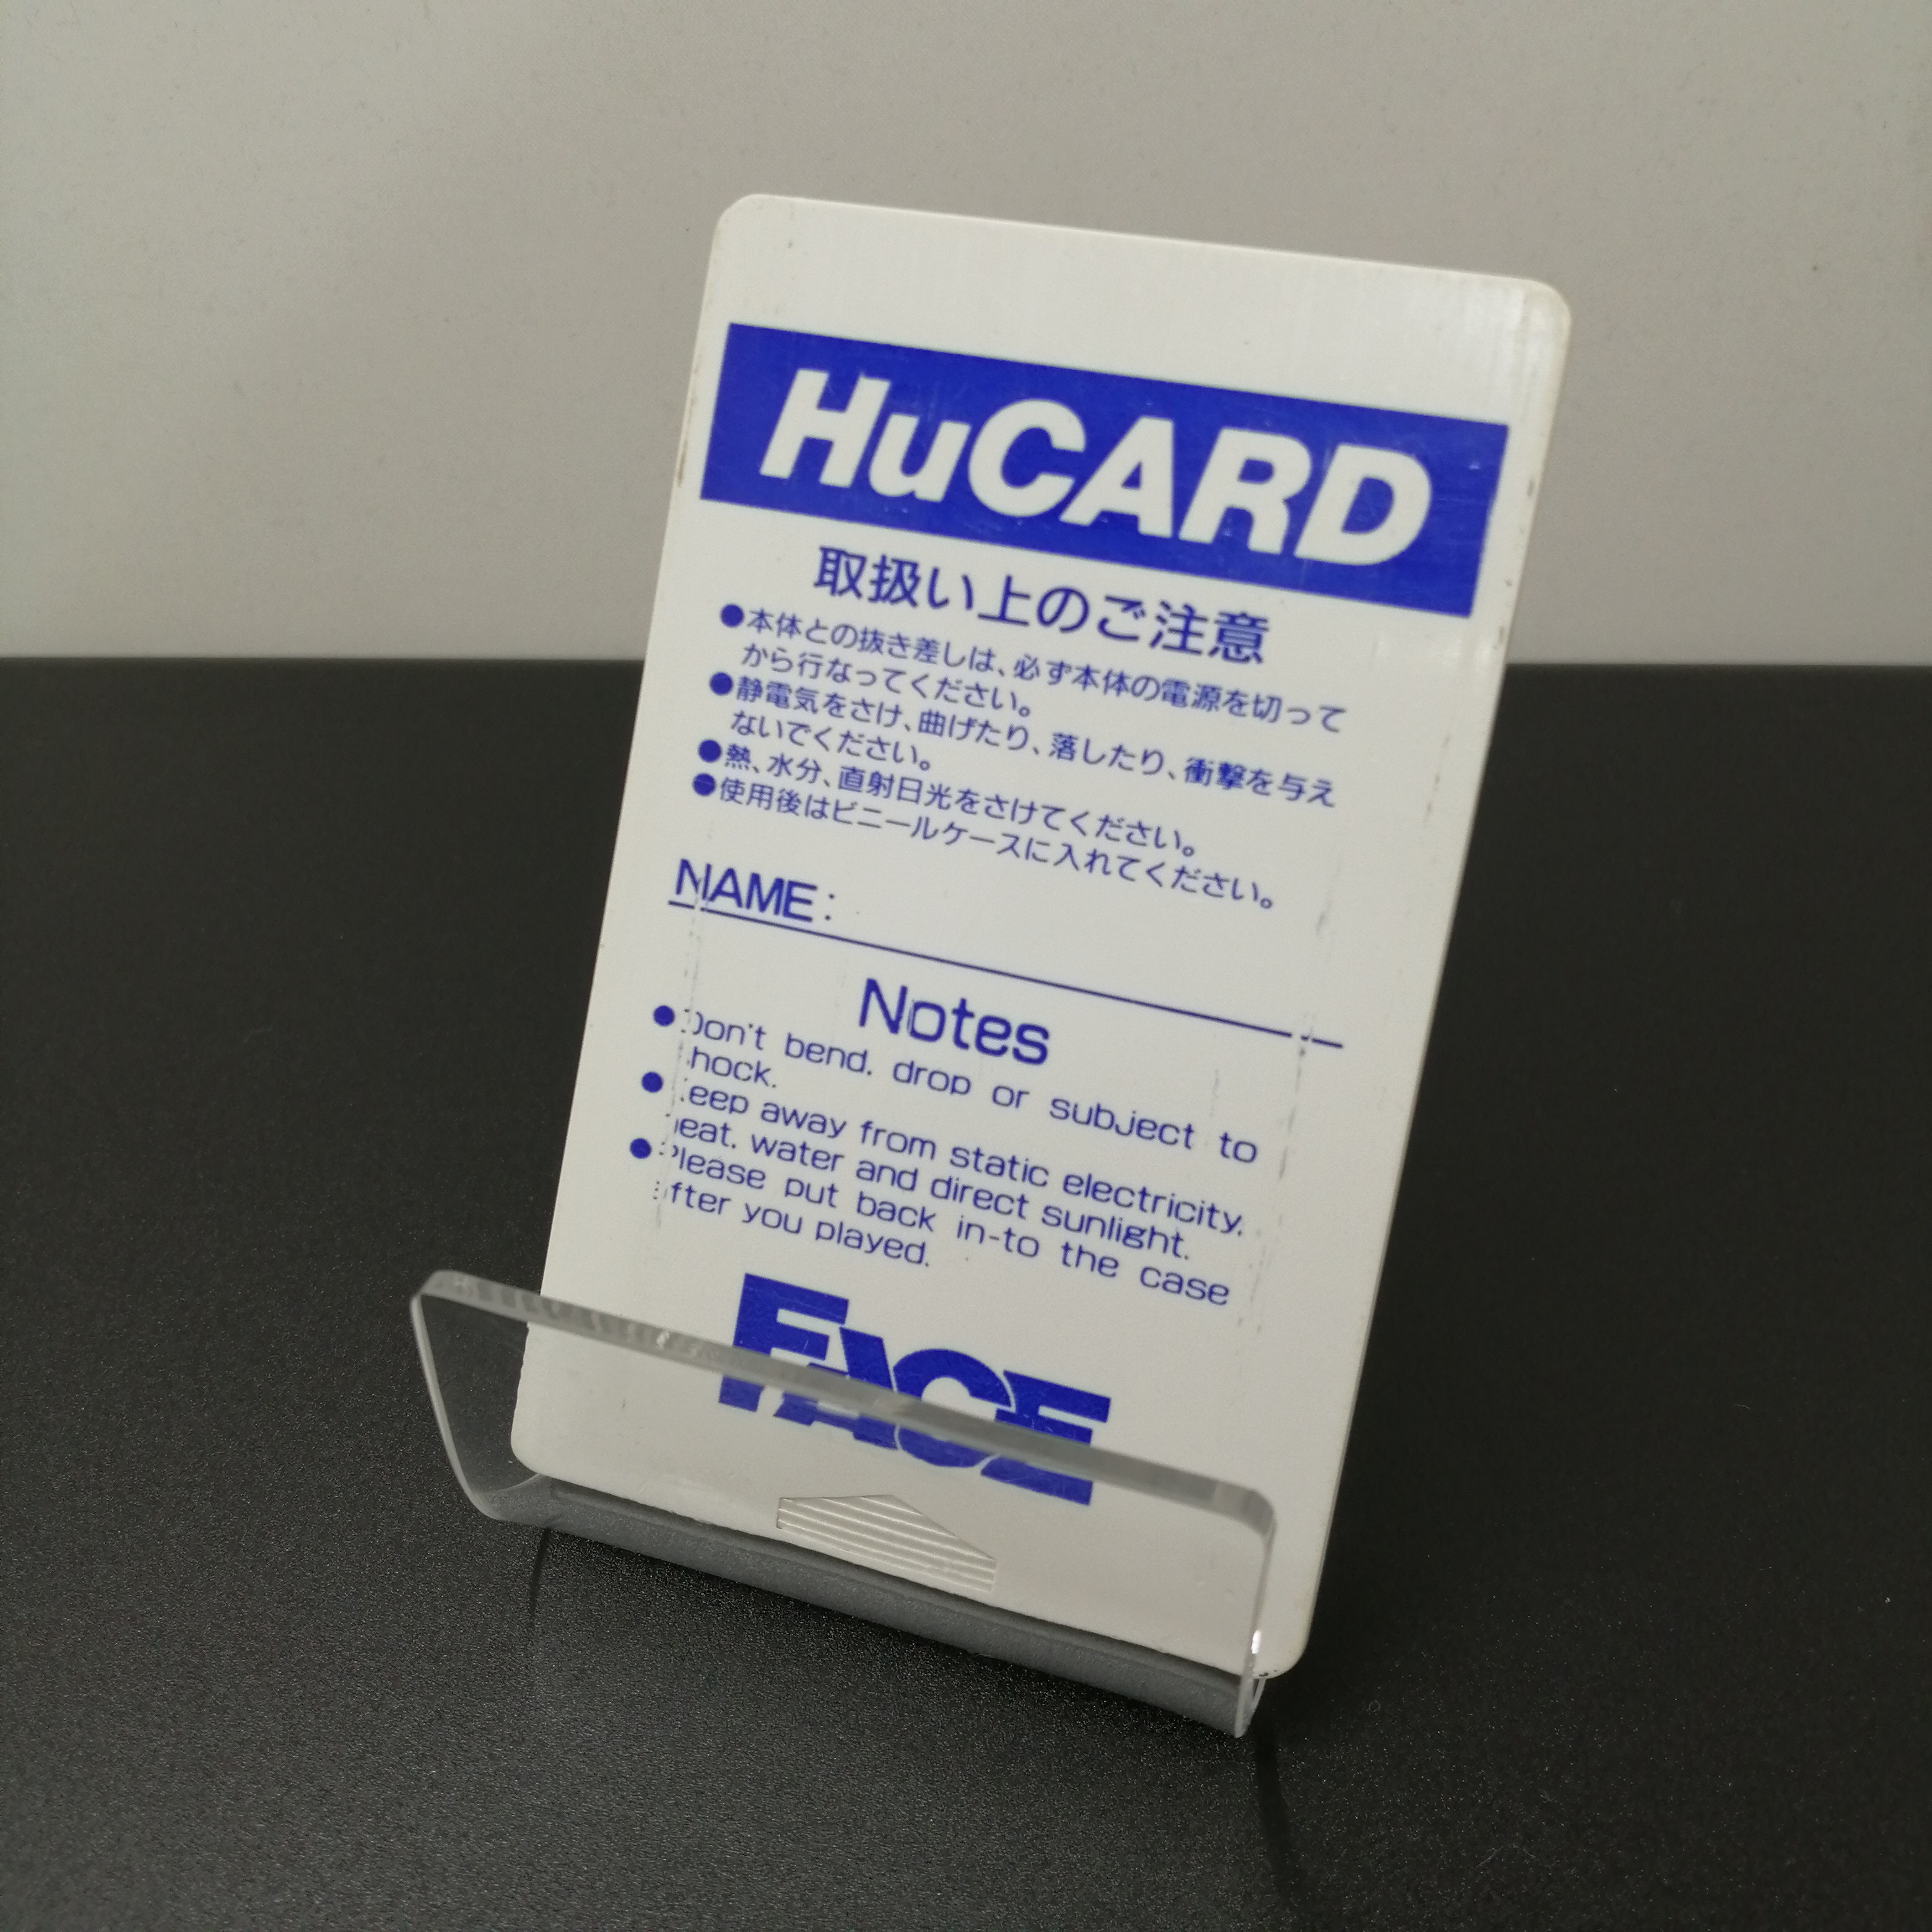 HuCARD
取扱い上のご注意
●本体との抜き差しは、必ず本体の電源を切って
から行なってください。
●静電気をさけ、曲げたり、落したり、衝撃を与え
ないでください。
●熱、水分、直射日光をさけてください。
●使用後はビニールケースに入れてください。
NAME:
Notes
●Don't bend, drop or subject to
shock.
●Keep away from static electricity,
heat, water and direct sunlight.
●Please put back in-to the case
after you played.
FACE